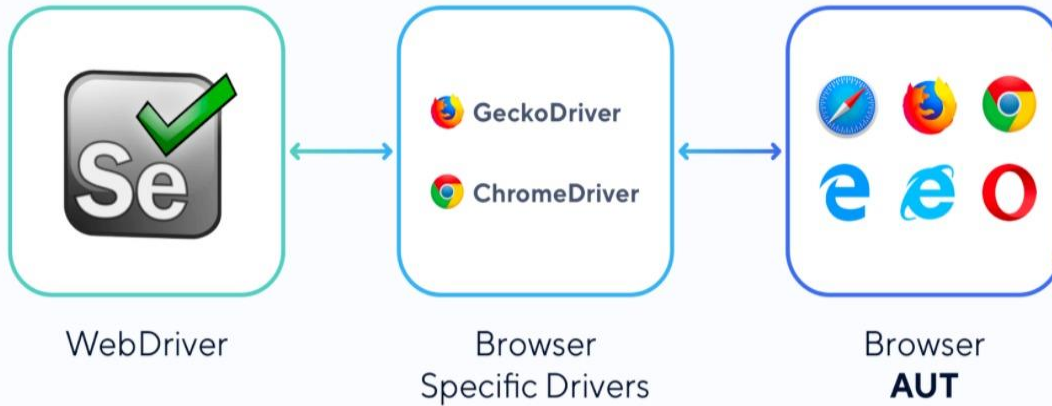 Se
GeckoDriver
ChromeDriver
WebDriver
Browser
Specific Drivers
Browser
AUT